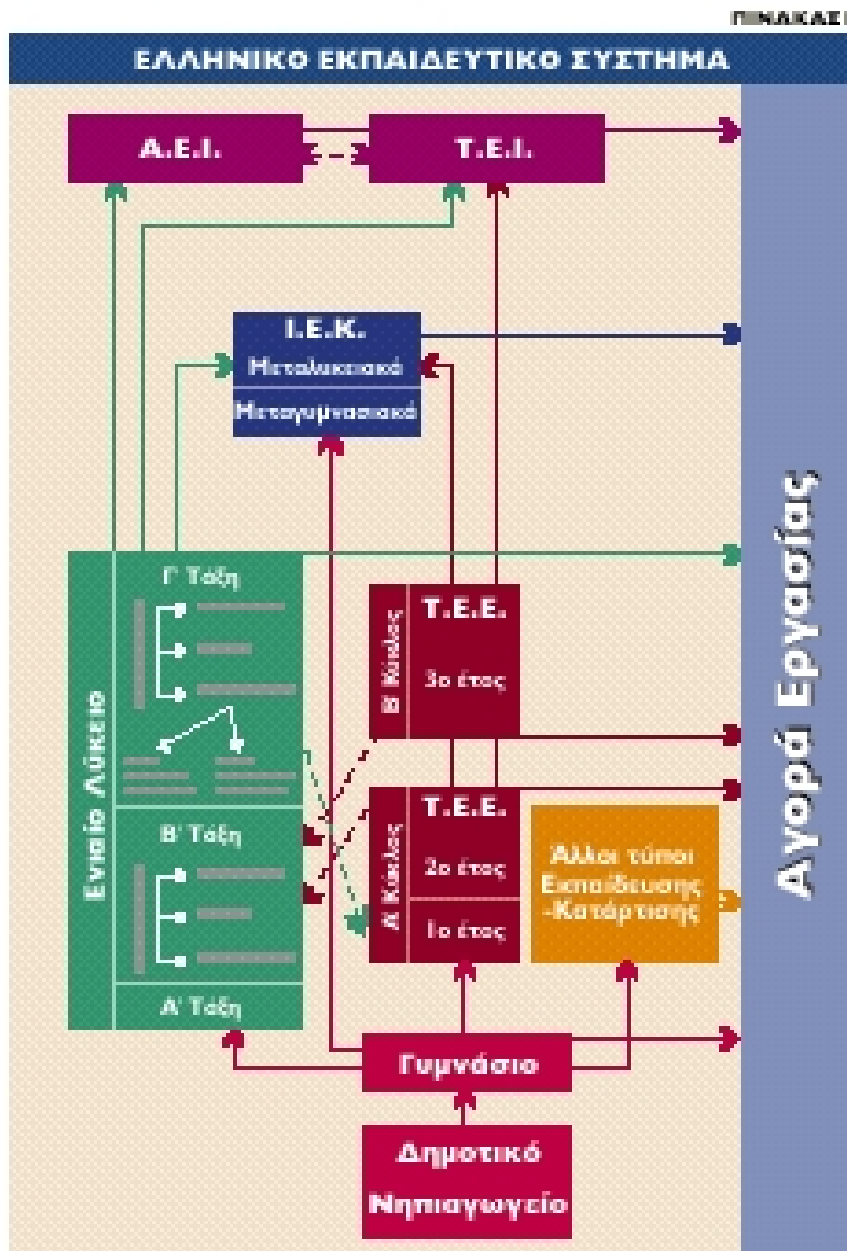 ΠΙΝΑΚΑΣ Ι
ΕΛΛΗΝΙΚΟ ΕΚΠΑΙΔΕΥΤΙΚΟ ΣΥΣΤΗΜΑ
Α.Ε.Ι.
Τ.Ε.Ι.
Ι.Ε.Κ.
Μεταλυκειακά
Μεταγυμνασιακά
Αγορά Εργασίας
Ενιαίο Λύκειο
Γ' Τάξη
Β' Τάξη
Α' Τάξη
Β' Κύκλος
Τ.Ε.Ε.
3ο έτος
Α' Κύκλος
Τ.Ε.Ε.
2ο έτος
1ο έτος
Άλλοι τύποι
Εκπαίδευσης
-Κατάρτισης
Γυμνάσιο
Δημοτικό
Νηπιαγωγείο